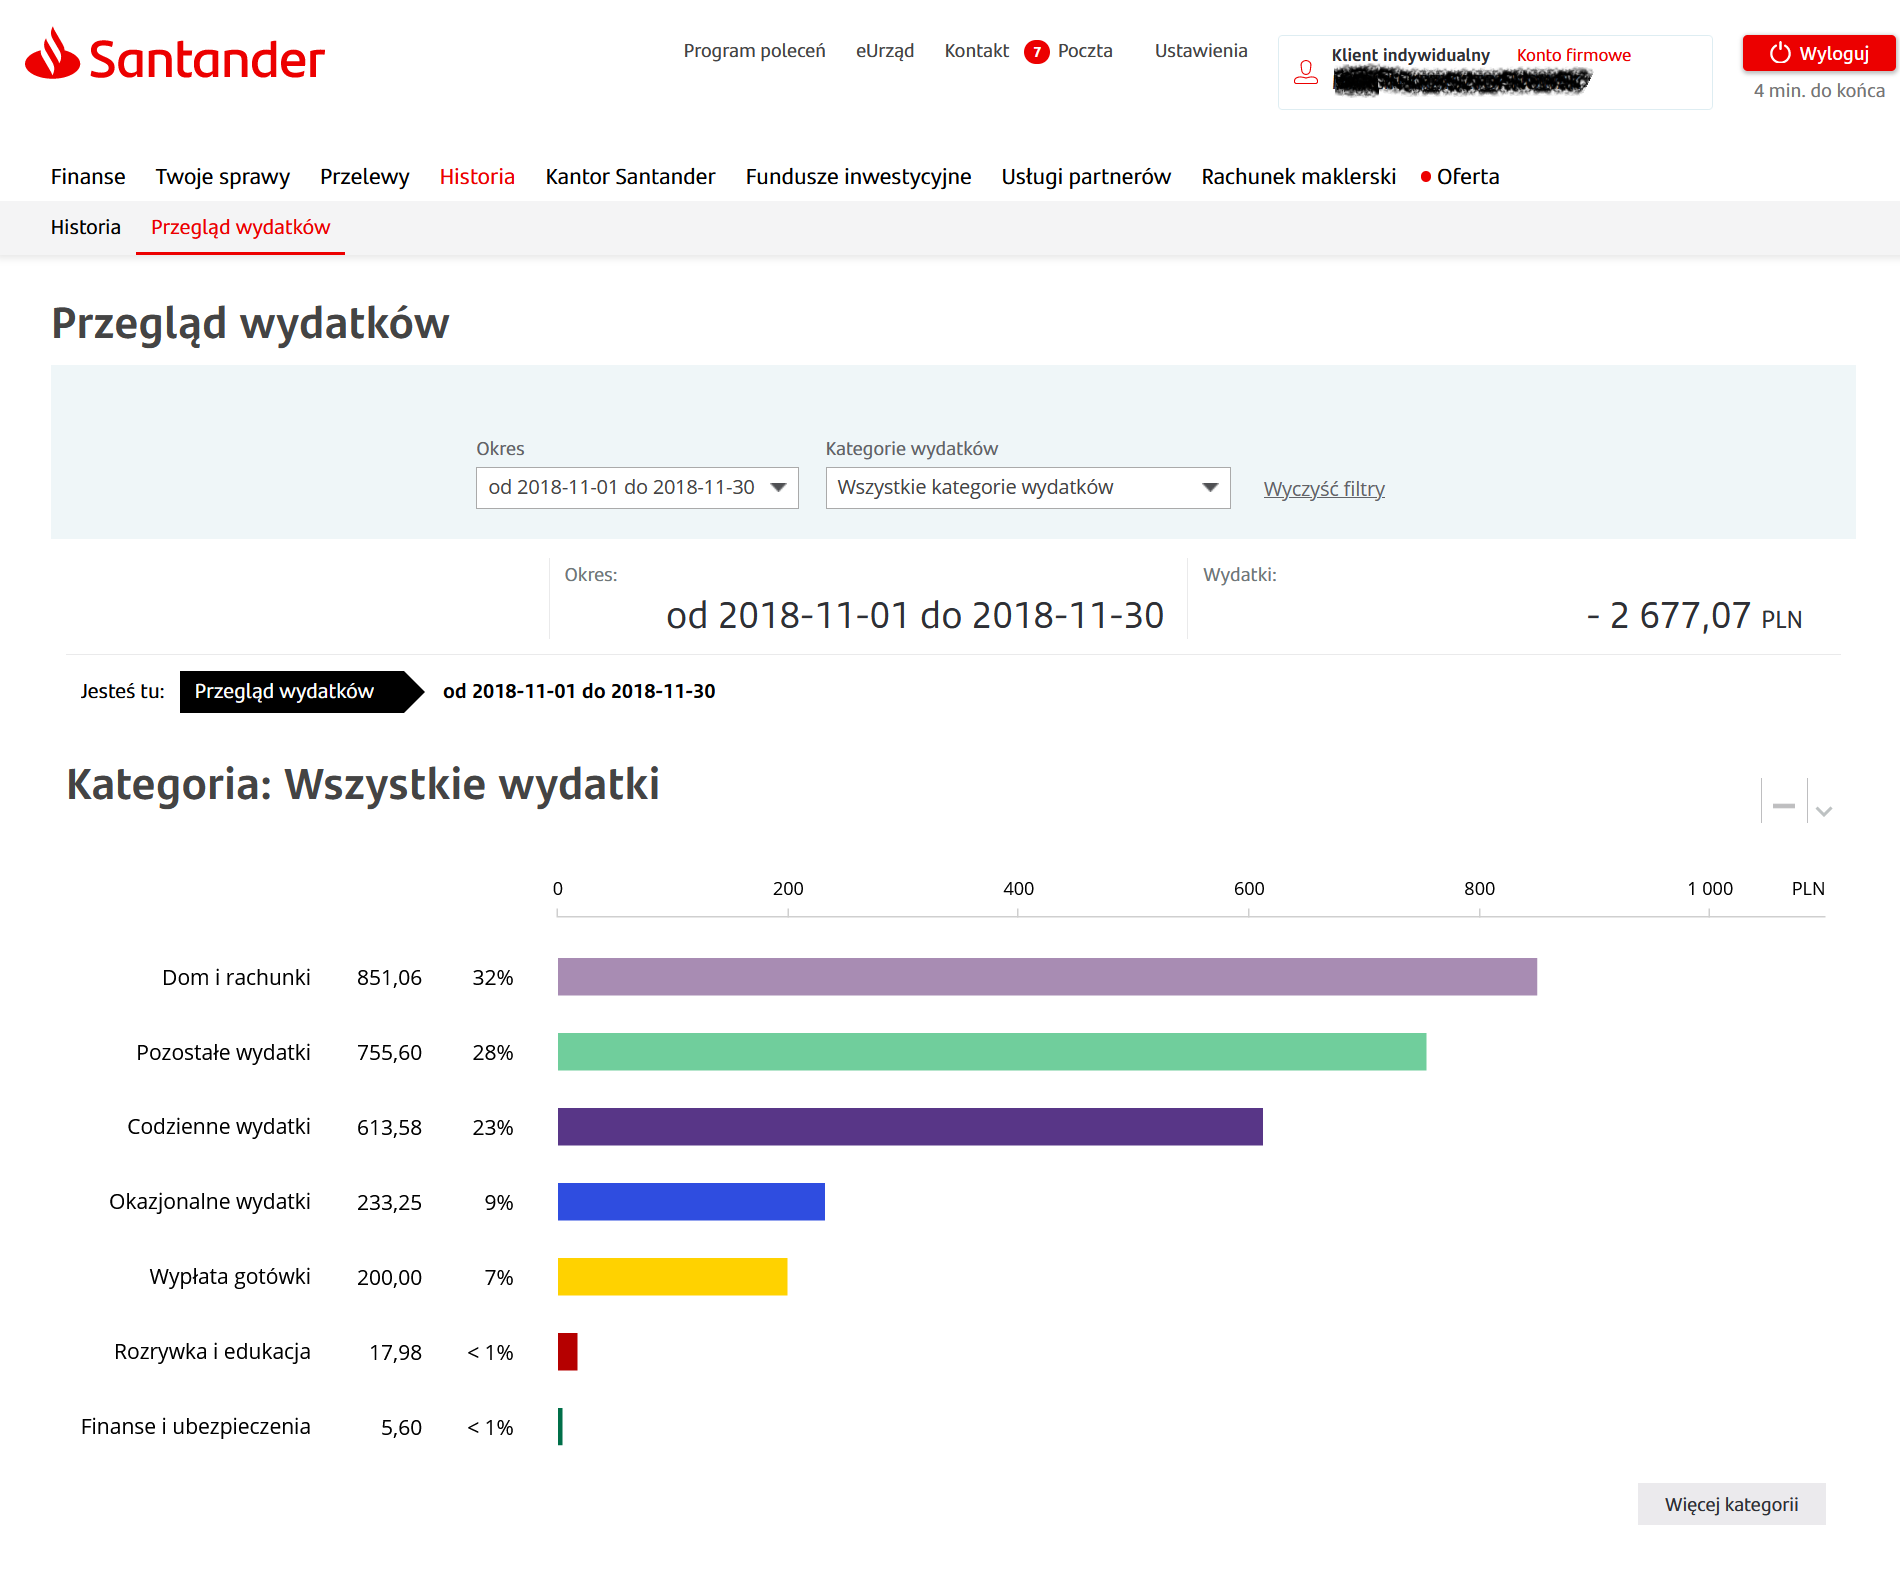 Santander
Program poleceń eUrząd Kontakt 7 Poczta Ustawienia
Klient indywidualny Konto firmowe
Wyloguj
4 min. do końca
Finanse Twoje sprawy Przelewy Historia Kantor Santander Fundusze inwestycyjne Usługi partnerów Rachunek maklerski Oferta
Historia Przegląd wydatków
Przegląd wydatków
Okres Kategorie wydatków
od 2018-11-01 do 2018-11-30 Wszystkie kategorie wydatków Wyczyść filtry
Okres: Wydatki:
od 2018-11-01 do 2018-11-30 - 2 677,07 PLN
Jesteś tu: Przegląd wydatków od 2018-11-01 do 2018-11-30
Kategoria: Wszystkie wydatki
0 200 400 600 800 1 000 PLN
Dom i rachunki 851,06 32%
Pozostałe wydatki 755,60 28%
Codzienne wydatki 613,58 23%
Okazjonalne wydatki 233,25 9%
Wypłata gotówki 200,00 7%
Rozrywka i edukacja 17,98 < 1%
Finanse i ubezpieczenia 5,60 < 1%
Więcej kategorii